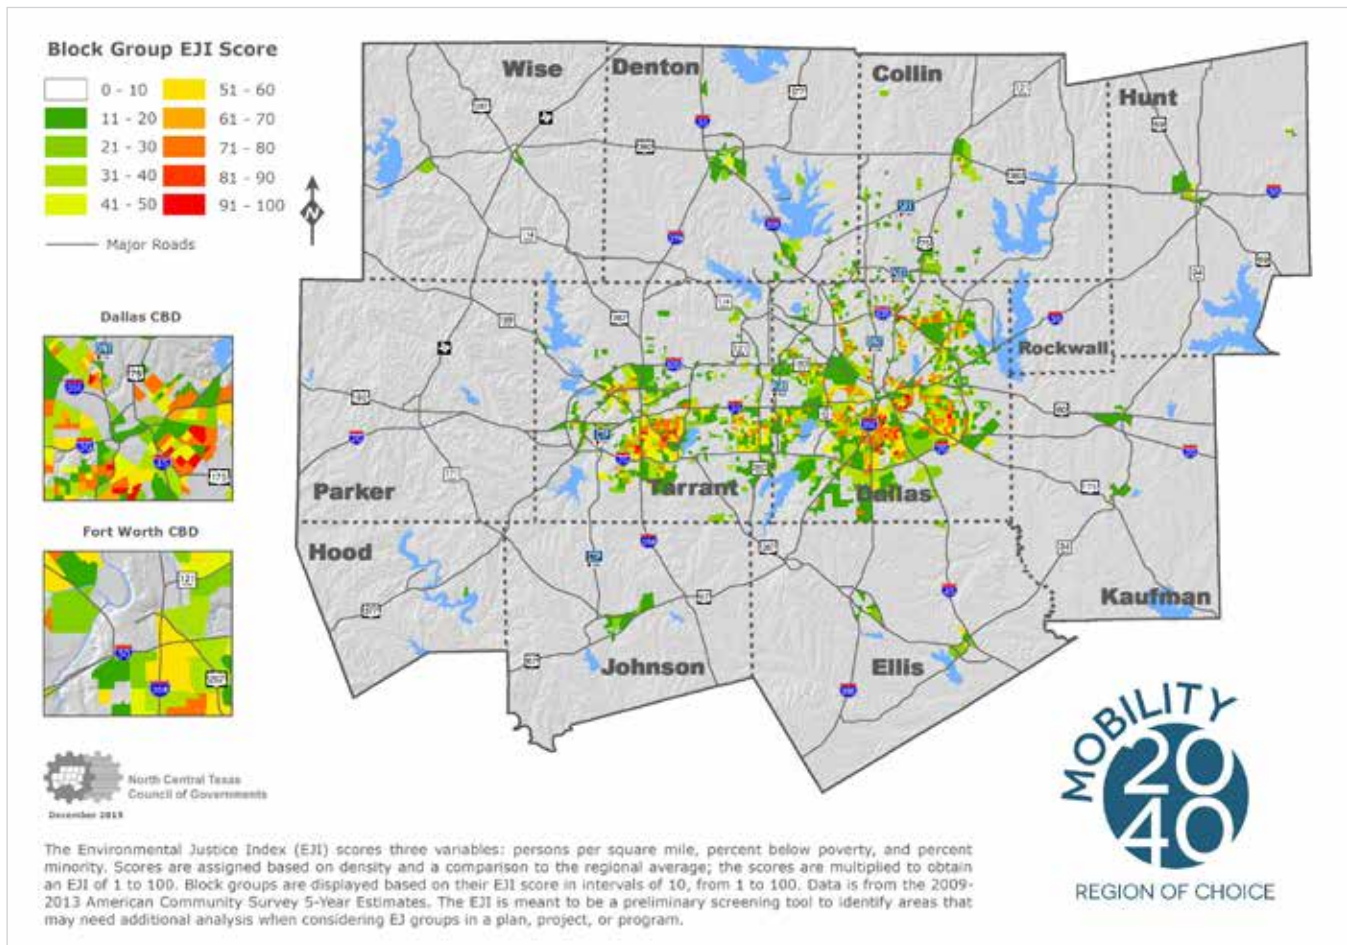 Block Group EJI Score
0 - 10
51 - 60
11 - 20
61 - 70
21 - 30
71 - 80
31 - 40
81 - 90
41 - 50
91 - 100
N
Major Roads
Wise
Denton
Collin
Hunt
Rockwall
Parker
Tarrant
Dallas
Hood
Johnson
Ellis
Kaufman
Dallas CBD
175
Fort Worth CBD
121
North Central Texas
Council of Governments
December 2015
MOBILITY
20
40
REGION OF CHOICE
The Environmental Justice Index (EJI) scores three variables: persons per square mile, percent below poverty, and percent
minority. Scores are assigned based on density and a comparison to the regional average; the scores are multiplied to obtain
an EJI of 1 to 100. Block groups are displayed based on their EJI score in intervals of 10, from 1 to 100. Data is from the 2009-
2013 American Community Survey 5-Year Estimates. The EJI is meant to be a preliminary screening tool to identify areas that
may need additional analysis when considering EJ groups in a plan, project, or program.